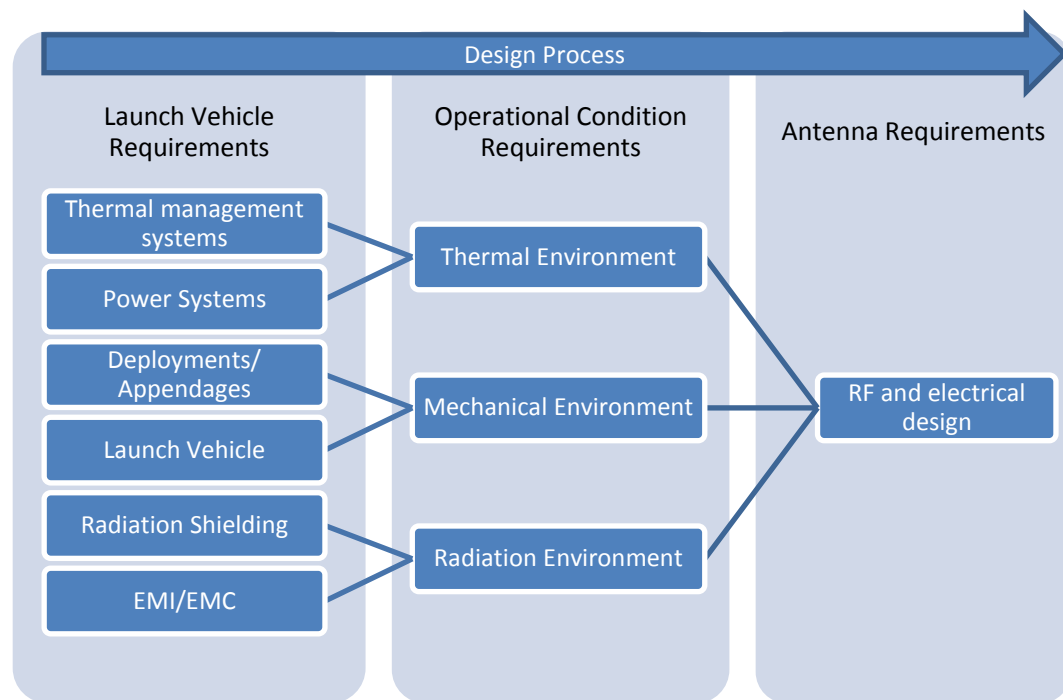 Design Process
Launch Vehicle
Requirements
Thermal management
systems
Power Systems
Deployments/
Appendages
Launch Vehicle
Radiation Shielding
EMI/EMC
Operational Condition
Requirements
Thermal Environment
Mechanical Environment
Radiation Environment
Antenna Requirements
RF and electrical
design